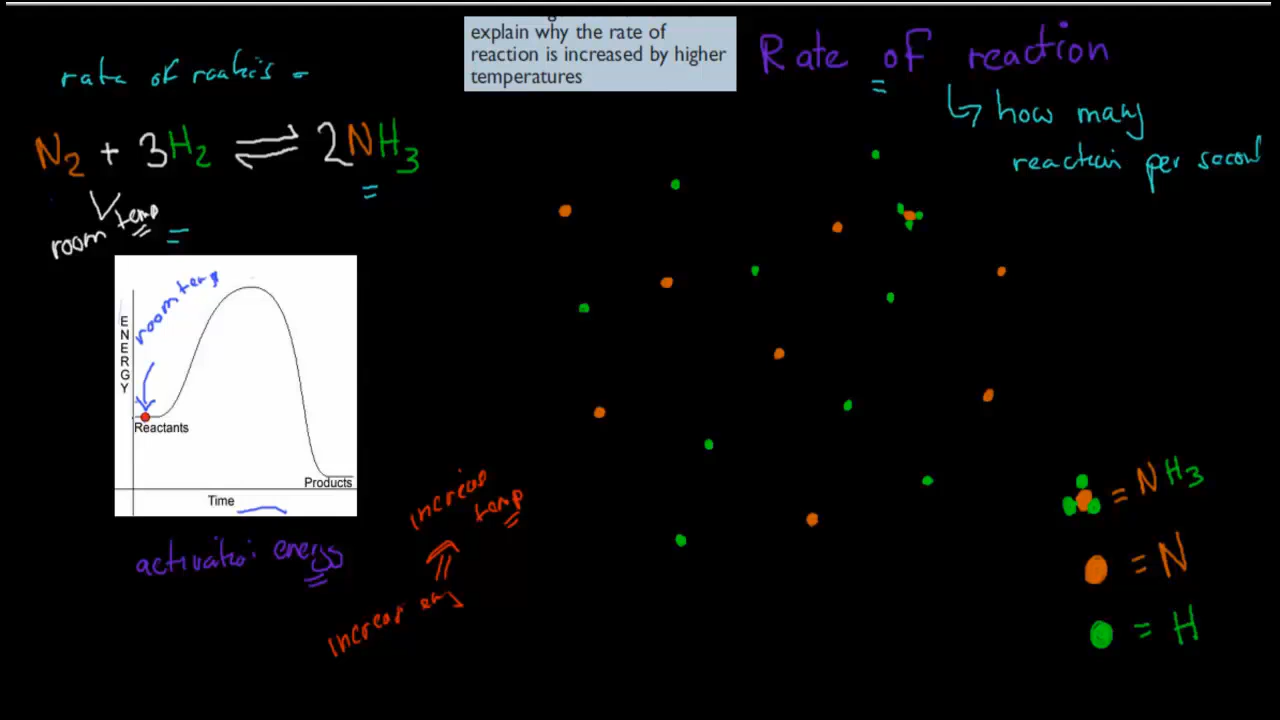 explain why the rate of
reaction is increased by higher
temperatures
Rate of reaction
how many
reaction per second
rate of
N2 + 3H2 ⇌ 2NH3
room temp
room temp
ENERGY
Reactants
Products
Time
activation energy
increase
temp
increase
= NH3
= N
= H